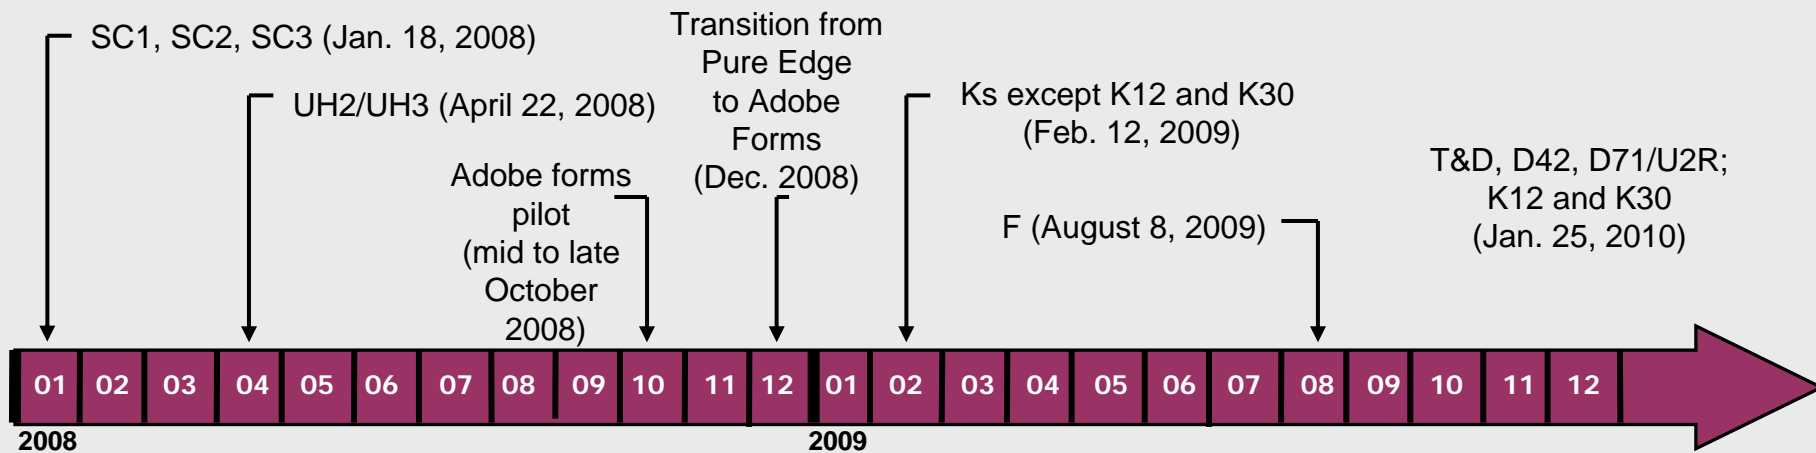 SC1, SC2, SC3 (Jan. 18, 2008)
UH2/UH3 (April 22, 2008)
Adobe forms
pilot
(mid to late
October
2008)
Transition from
Pure Edge
to Adobe
Forms
(Dec. 2008)
Ks except K12 and K30
(Feb. 12, 2009)
F (August 8, 2009)
T&D, D42, D71/U2R;
K12 and K30
(Jan. 25, 2010)
01 02 03 04 05 06 07 08 09 10 11 12 01 02 03 04 05 06 07 08 09 10 11 12
2008 2009